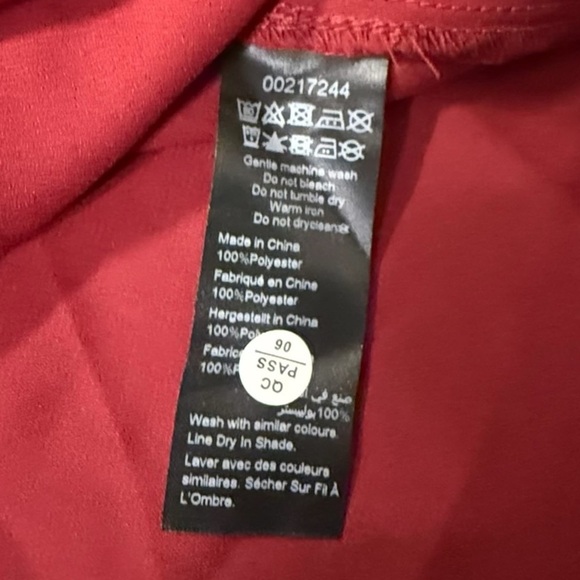 00217244
Gentle machine wash
Do not bleach
Do not tumble dry
Warm iron
Do not dryclean
Made in China
100%Polyester
Fabriqué en Chine
100%Polyester
Hergestellt in China
100%
QC
PASS
06
100%
صنع في
100% بوليستر
Wash with similar colours.
Line Dry In Shade.
Laver avec des couleurs
similaires. Sécher Sur Fil À
L'Ombre.